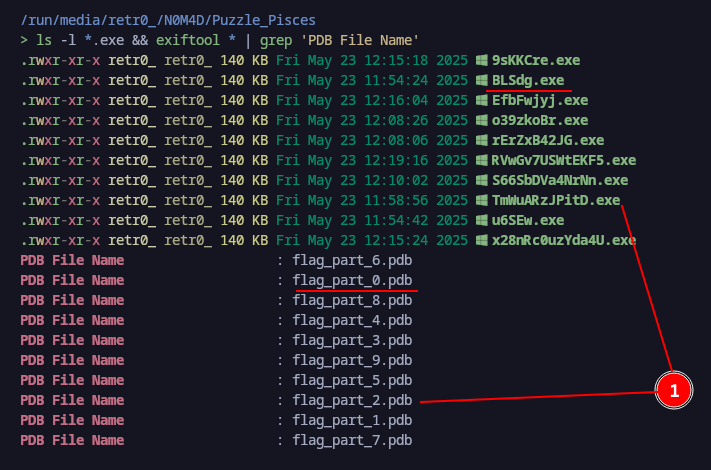 /run/media/retr0_/N0M4D/Puzzle_Pisces
> ls -l *.exe && exiftool * | grep 'PDB File Name'
.rwxr-xr-x retr0_ retr0_ 140 KB Fri May 23 12:15:18 2025 9sKKCre.exe
.rwxr-xr-x retr0_ retr0_ 140 KB Fri May 23 11:54:24 2025 BLSdg.exe
.rwxr-xr-x retr0_ retr0_ 140 KB Fri May 23 12:16:04 2025 EfbFwjyj.exe
.rwxr-xr-x retr0_ retr0_ 140 KB Fri May 23 12:08:26 2025 o39zkoBr.exe
.rwxr-xr-x retr0_ retr0_ 140 KB Fri May 23 12:08:06 2025 rErZxB42JG.exe
.rwxr-xr-x retr0_ retr0_ 140 KB Fri May 23 12:19:16 2025 RVwGv7USWtEKF5.exe
.rwxr-xr-x retr0_ retr0_ 140 KB Fri May 23 12:10:02 2025 S66SbDVa4NrNn.exe
.rwxr-xr-x retr0_ retr0_ 140 KB Fri May 23 11:58:56 2025 TmWuARzJPitD.exe
.rwxr-xr-x retr0_ retr0_ 140 KB Fri May 23 11:54:42 2025 u6SEw.exe
.rwxr-xr-x retr0_ retr0_ 140 KB Fri May 23 12:15:24 2025 x28nRc0uzYda4U.exe
PDB File Name : flag_part_6.pdb
PDB File Name : flag_part_0.pdb
PDB File Name : flag_part_8.pdb
PDB File Name : flag_part_4.pdb
PDB File Name : flag_part_3.pdb
PDB File Name : flag_part_9.pdb
PDB File Name : flag_part_5.pdb
PDB File Name : flag_part_2.pdb
PDB File Name : flag_part_1.pdb
PDB File Name : flag_part_7.pdb
1